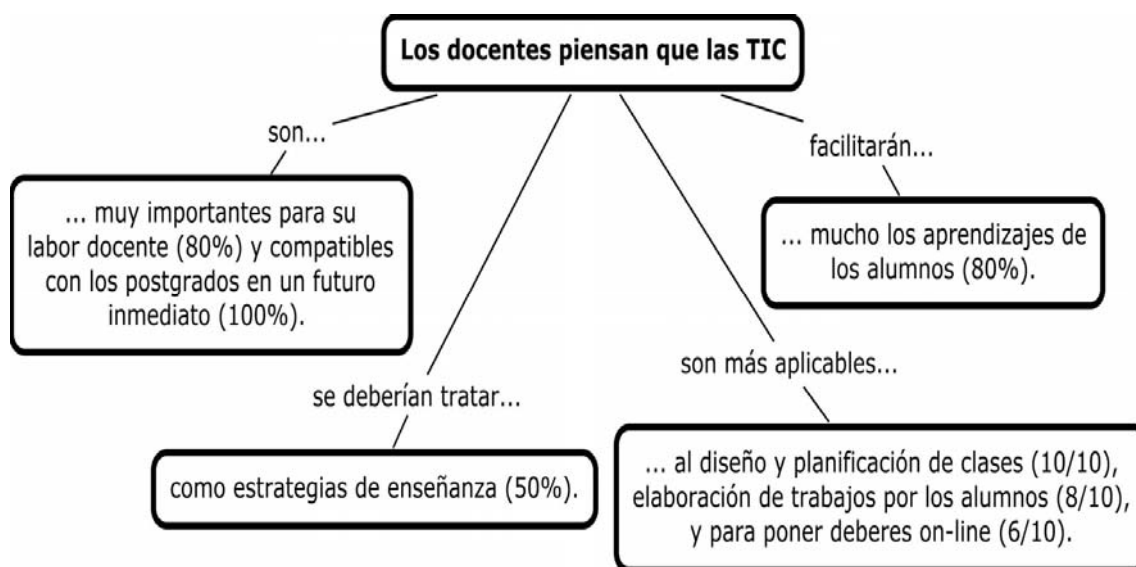 Los docentes piensan que las TIC
son...
... muy importantes para su
labor docente (80%) y compatibles
con los postgrados en un futuro
inmediato (100%).
se deberían tratar...
como estrategias de enseñanza (50%).
son más aplicables...
... al diseño y planificación de clases (10/10),
elaboración de trabajos por los alumnos (8/10),
y para poner deberes on-line (6/10).
facilitarán...
... mucho los aprendizajes de
los alumnos (80%).